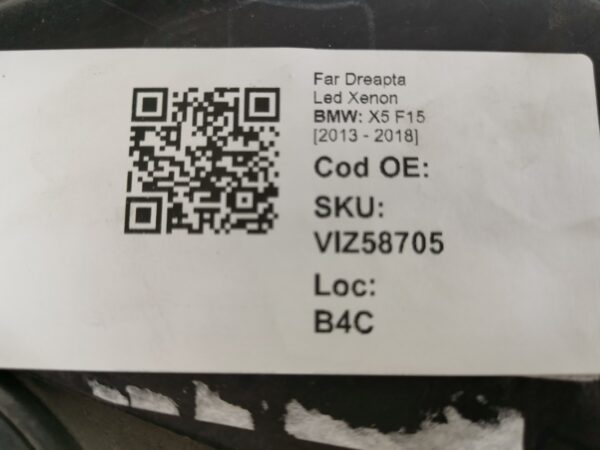 Far Dreapta
Led Xenon
BMW: X5 F15
[2013 - 2018]
Cod OE:
SKU:
VIZ58705
Loc:
B4C